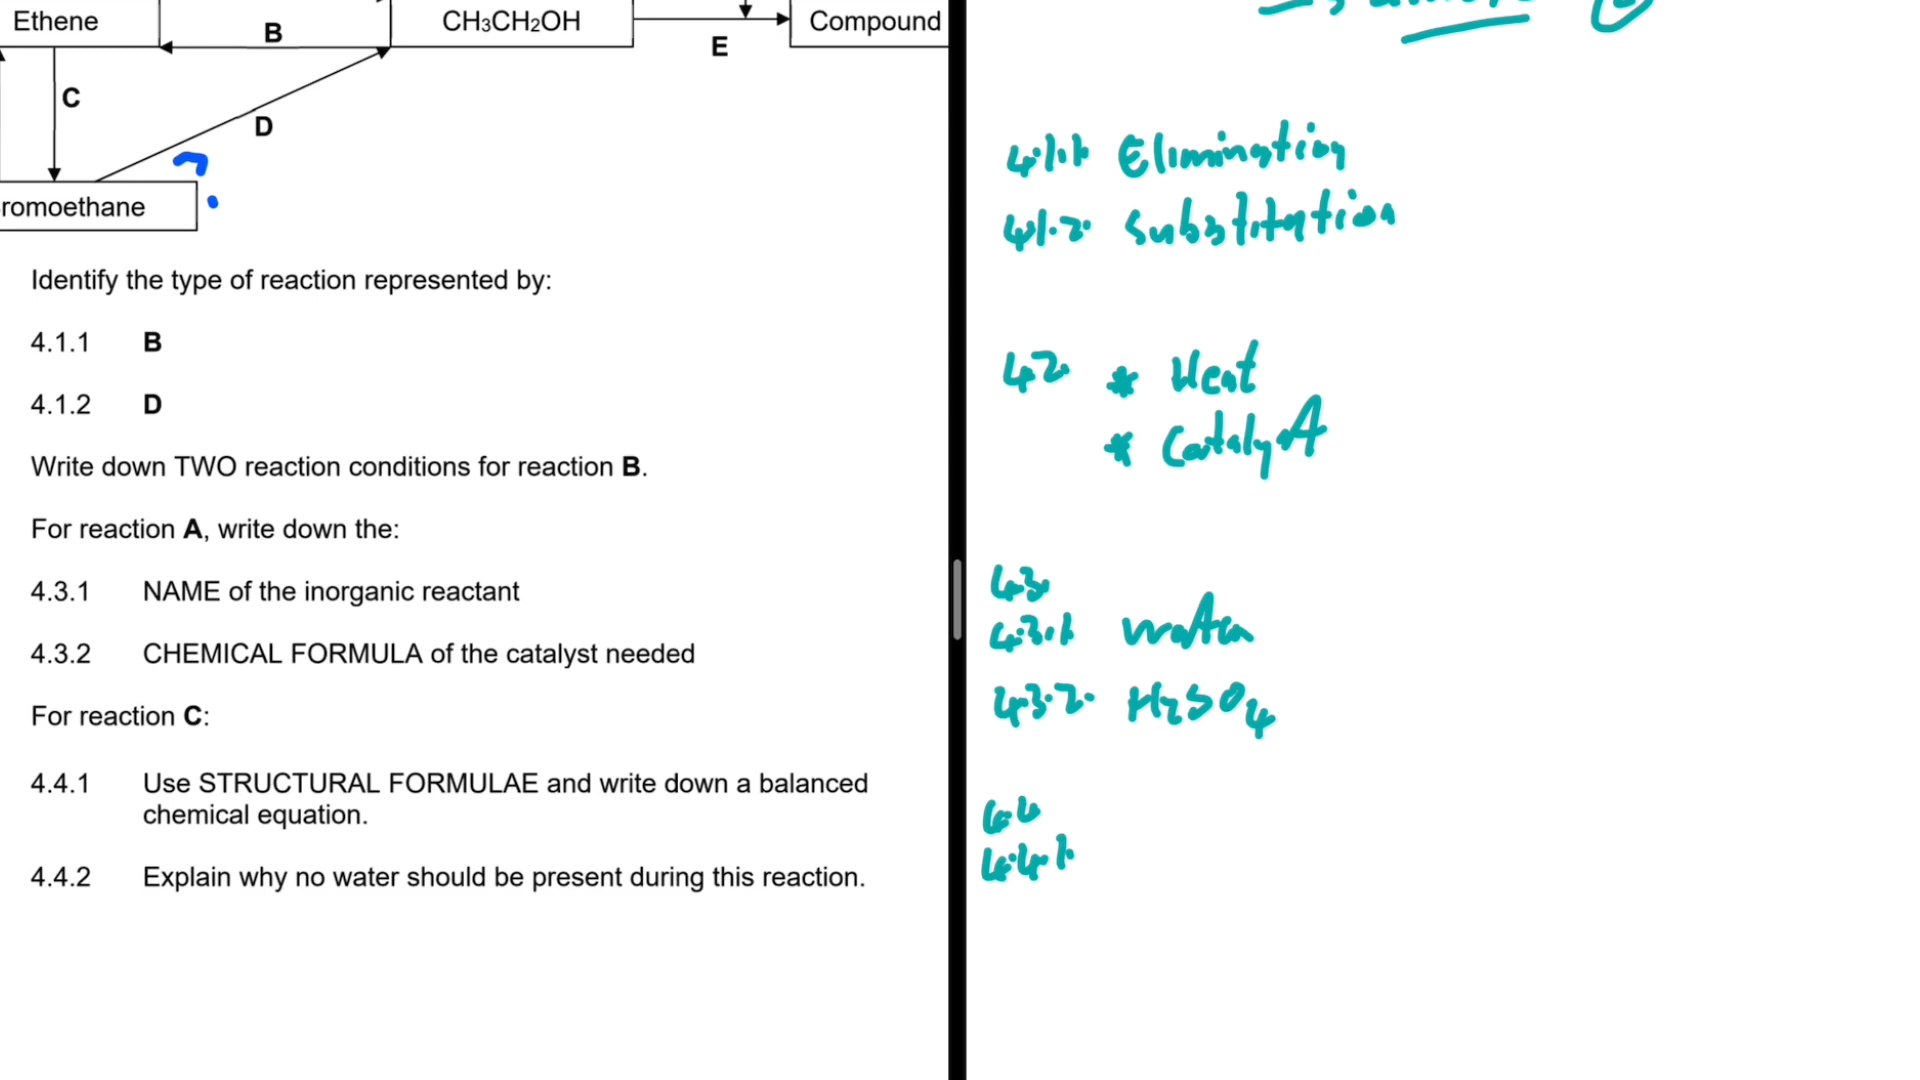 Ethene
B
CH₃CH₂OH
E
Compound
C
D
romoethane
Identify the type of reaction represented by:
4.1.1 B
4.1.2 D
Write down TWO reaction conditions for reaction B.
For reaction A, write down the:
4.3.1 NAME of the inorganic reactant
4.3.2 CHEMICAL FORMULA of the catalyst needed
For reaction C:
4.4.1 Use STRUCTURAL FORMULAE and write down a balanced
chemical equation.
4.4.2 Explain why no water should be present during this reaction.
4.1.1 Elimination
4.1.2 Substitution
4.2 * Heat
* Catalyst
4.3
4.3.1 water
4.3.2 H₂SO₄
4.4
4.4.1